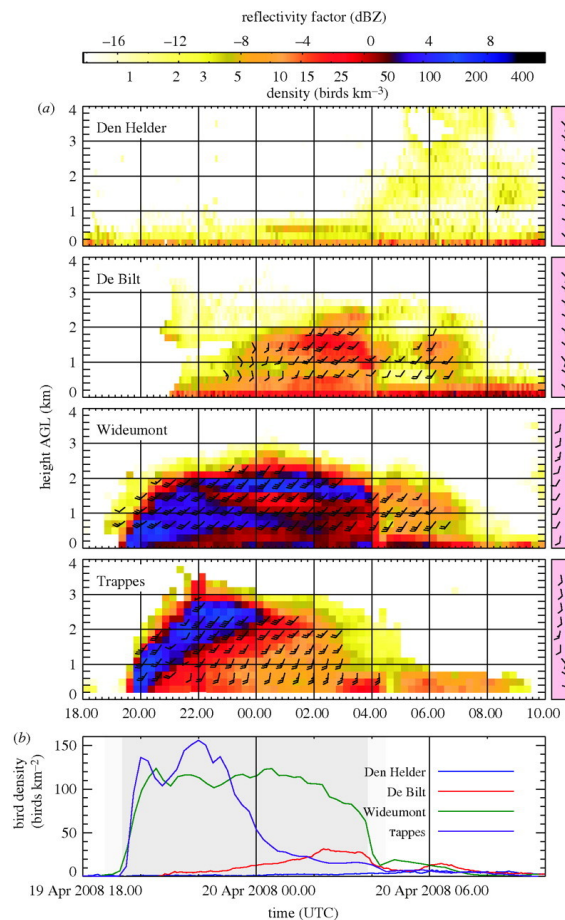 reflectivity factor (dBZ)
−16 −12 −8 −4 0 4 8
1 2 3 5 10 15 25 50 100 200 400
density (birds km−3)
(a)
4
Den Helder
3
2
1
0
4
De Bilt
3
2
1
0
height AGL (km)
4
Wideumont
3
2
1
0
4
Trappes
3
2
1
0
18.00 20.00 22.00 00.00 02.00 04.00 06.00 08.00 10.00
(b)
bird density
(birds km−2)
150
100
50
0
Den Helder
De Bilt
Wideumont
Trappes
19 Apr 2008 18.00 20 Apr 2008 00.00 20 Apr 2008 06.00
time (UTC)